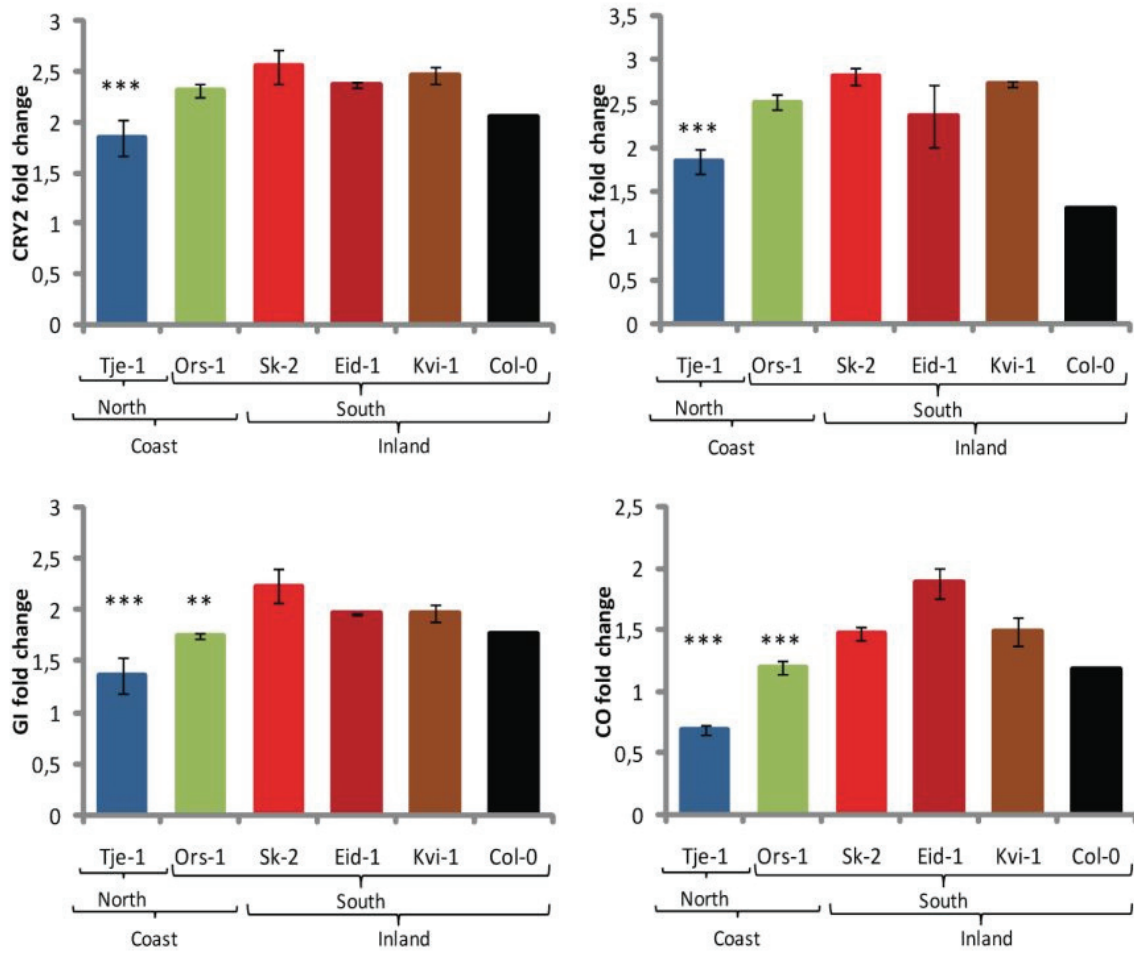 CRY2 fold change
3
2,5
2
1,5
1
0,5
0
***
Tje-1 Ors-1 Sk-2 Eid-1 Kvi-1 Col-0
North South
Coast Inland
TOC1 fold change
3,5
3
2,5
2
1,5
1
0,5
0
***
Tje-1 Ors-1 Sk-2 Eid-1 Kvi-1 Col-0
North South
Coast Inland
GI fold change
3
2,5
2
1,5
1
0,5
0
*** **
Tje-1 Ors-1 Sk-2 Eid-1 Kvi-1 Col-0
North South
Coast Inland
CO fold change
2,5
2
1,5
1
0,5
0
*** ***
Tje-1 Ors-1 Sk-2 Eid-1 Kvi-1 Col-0
North South
Coast Inland